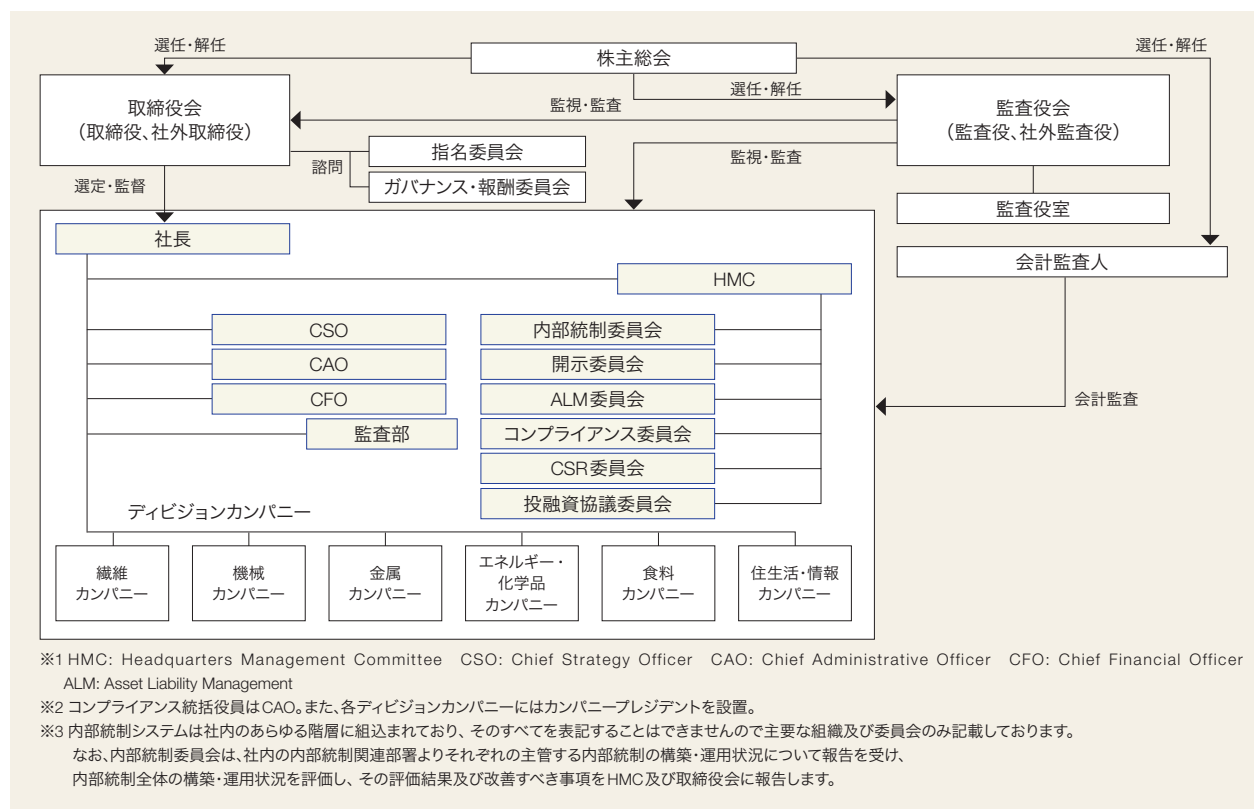 選任・解任
株主総会
選任・解任
取締役会
(取締役、社外取締役)
監視・監査
選任・解任
監査役会
(監査役、社外監査役)
諮問
指名委員会
ガバナンス・報酬委員会
監視・監査
選定・監督
監査役室
社長
会計監査人
HMC
CSO
内部統制委員会
CAO
開示委員会
CFO
ALM委員会
会計監査
監査部
コンプライアンス委員会
CSR委員会
投融資協議委員会
ディビジョンカンパニー
繊維
カンパニー
機械
カンパニー
金属
カンパニー
エネルギー・
化学品
カンパニー
食料
カンパニー
住生活・情報
カンパニー
※1 HMC: Headquarters Management Committee CSO: Chief Strategy Officer CAO: Chief Administrative Officer CFO: Chief Financial Officer
ALM: Asset Liability Management
※2 コンプライアンス統括役員はCAO。また、各ディビジョンカンパニーにはカンパニープレジデントを設置。
※3 内部統制システムは社内のあらゆる階層に組込まれており、そのすべてを表記することはできませんので主要な組織及び委員会のみ記載しております。
なお、内部統制委員会は、社内の内部統制関連部署よりそれぞれの主管する内部統制の構築・運用状況について報告を受け、
内部統制全体の構築・運用状況を評価し、その評価結果及び改善すべき事項をHMC及び取締役会に報告します。